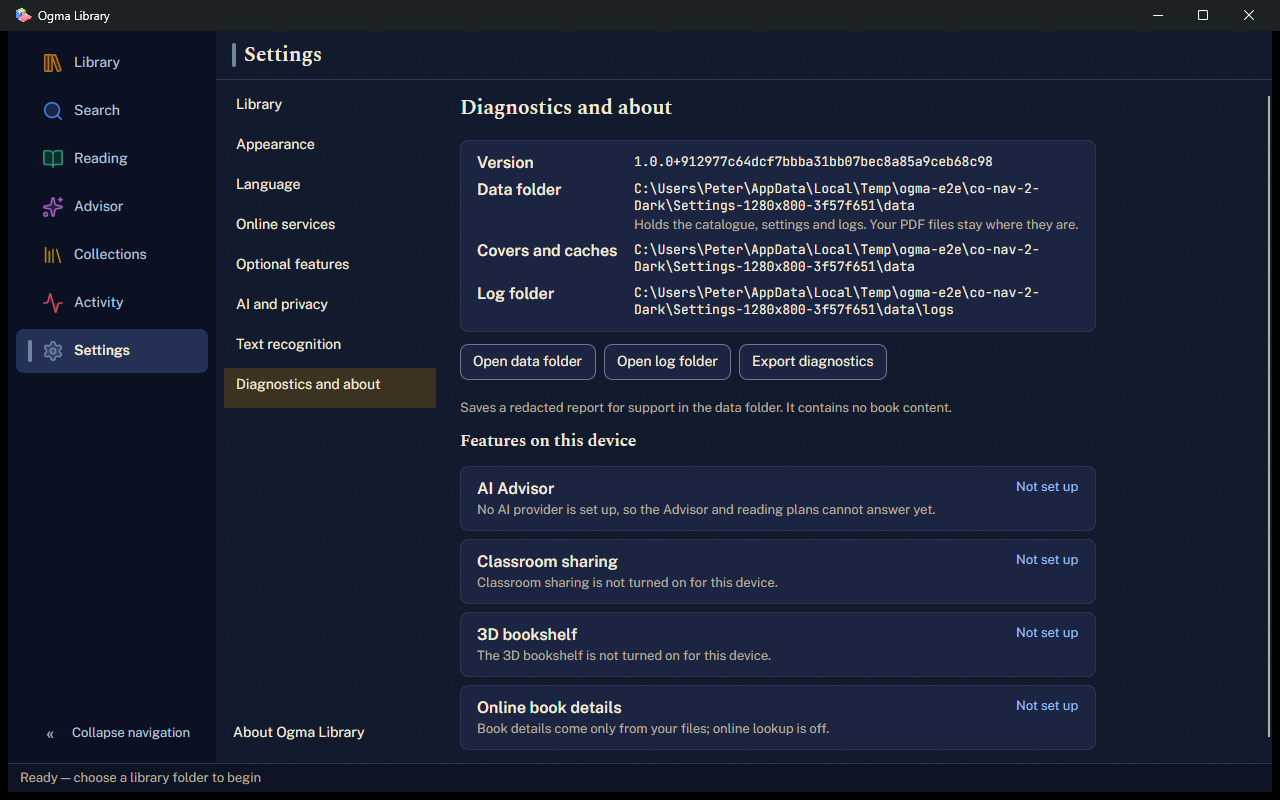 Ogma Library
Library
Search
Reading
Advisor
Collections
Activity
Settings
« Collapse navigation
Settings
Library
Appearance
Language
Online services
Optional features
AI and privacy
Text recognition
Diagnostics and about
About Ogma Library
Diagnostics and about
Version 1.0.0+912977c64dcf7bbba31bb07bec8a85a9ceb68c98
Data folder C:\Users\Peter\AppData\Local\Temp\ogma-e2e\co-nav-2-
Dark\Settings-1280x800-3f57f651\data
Holds the catalogue, settings and logs. Your PDF files stay where they are.
Covers and caches C:\Users\Peter\AppData\Local\Temp\ogma-e2e\co-nav-2-
Dark\Settings-1280x800-3f57f651\data
Log folder C:\Users\Peter\AppData\Local\Temp\ogma-e2e\co-nav-2-
Dark\Settings-1280x800-3f57f651\data\logs
Open data folder Open log folder Export diagnostics
Saves a redacted report for support in the data folder. It contains no book content.
Features on this device
AI Advisor Not set up
No AI provider is set up, so the Advisor and reading plans cannot answer yet.
Classroom sharing Not set up
Classroom sharing is not turned on for this device.
3D bookshelf Not set up
The 3D bookshelf is not turned on for this device.
Online book details Not set up
Book details come only from your files; online lookup is off.
Ready — choose a library folder to begin